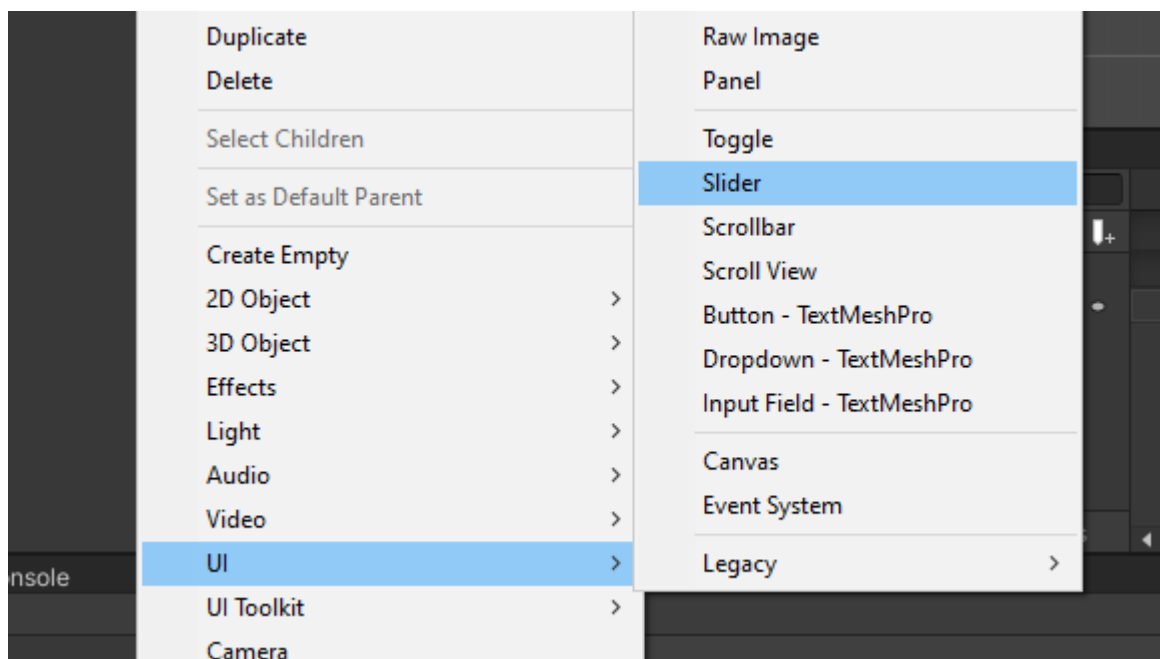 Duplicate
Delete
Select Children
Set as Default Parent
Create Empty
2D Object
3D Object
Effects
Light
Audio
Video
UI
UI Toolkit
Camera
Raw Image
Panel
Toggle
Slider
Scrollbar
Scroll View
Button - TextMeshPro
Dropdown - TextMeshPro
Input Field - TextMeshPro
Canvas
Event System
Legacy
onsole